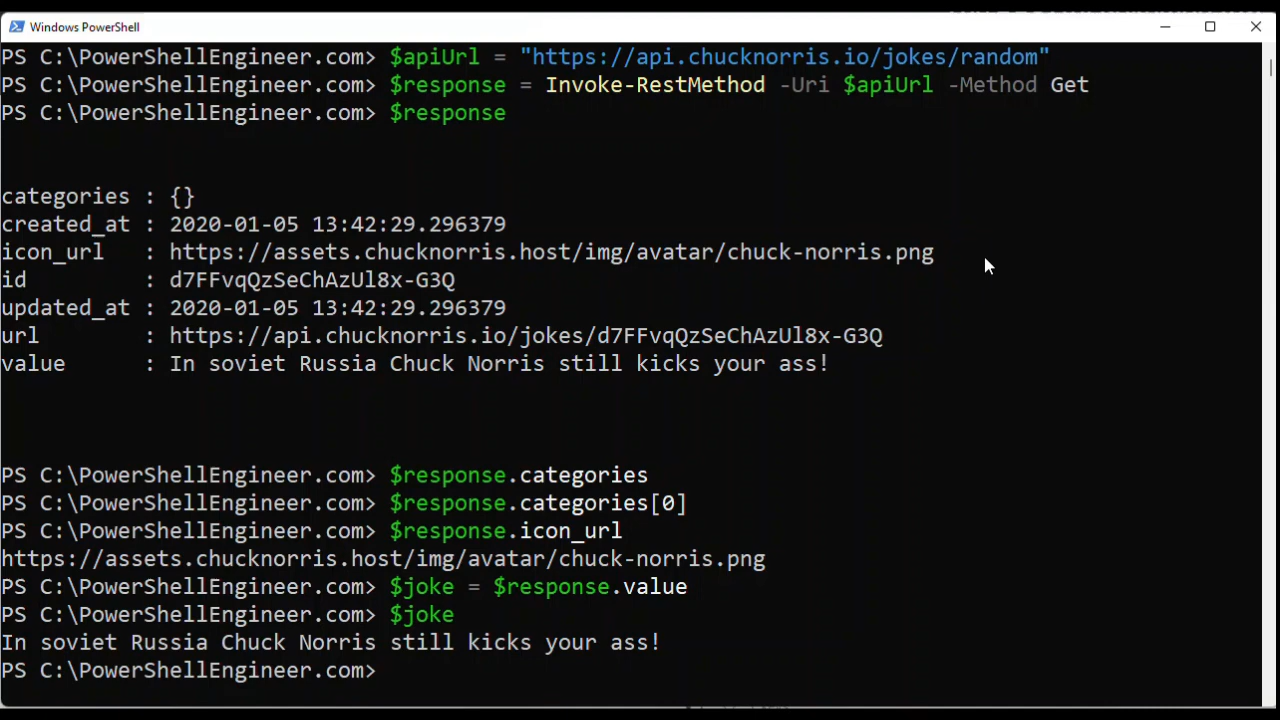 Windows PowerShell
PS C:\PowerShellEngineer.com> $apiUrl = "https://api.chucknorris.io/jokes/random"
PS C:\PowerShellEngineer.com> $response = Invoke-RestMethod -Uri $apiUrl -Method Get
PS C:\PowerShellEngineer.com> $response
categories : {}
created_at : 2020-01-05 13:42:29.296379
icon_url   : https://assets.chucknorris.host/img/avatar/chuck-norris.png
id         : d7FFvqQzSeChAzUl8x-G3Q
updated_at : 2020-01-05 13:42:29.296379
url        : https://api.chucknorris.io/jokes/d7FFvqQzSeChAzUl8x-G3Q
value      : In soviet Russia Chuck Norris still kicks your ass!
PS C:\PowerShellEngineer.com> $response.categories
PS C:\PowerShellEngineer.com> $response.categories[0]
PS C:\PowerShellEngineer.com> $response.icon_url
https://assets.chucknorris.host/img/avatar/chuck-norris.png
PS C:\PowerShellEngineer.com> $joke = $response.value
PS C:\PowerShellEngineer.com> $joke
In soviet Russia Chuck Norris still kicks your ass!
PS C:\PowerShellEngineer.com>